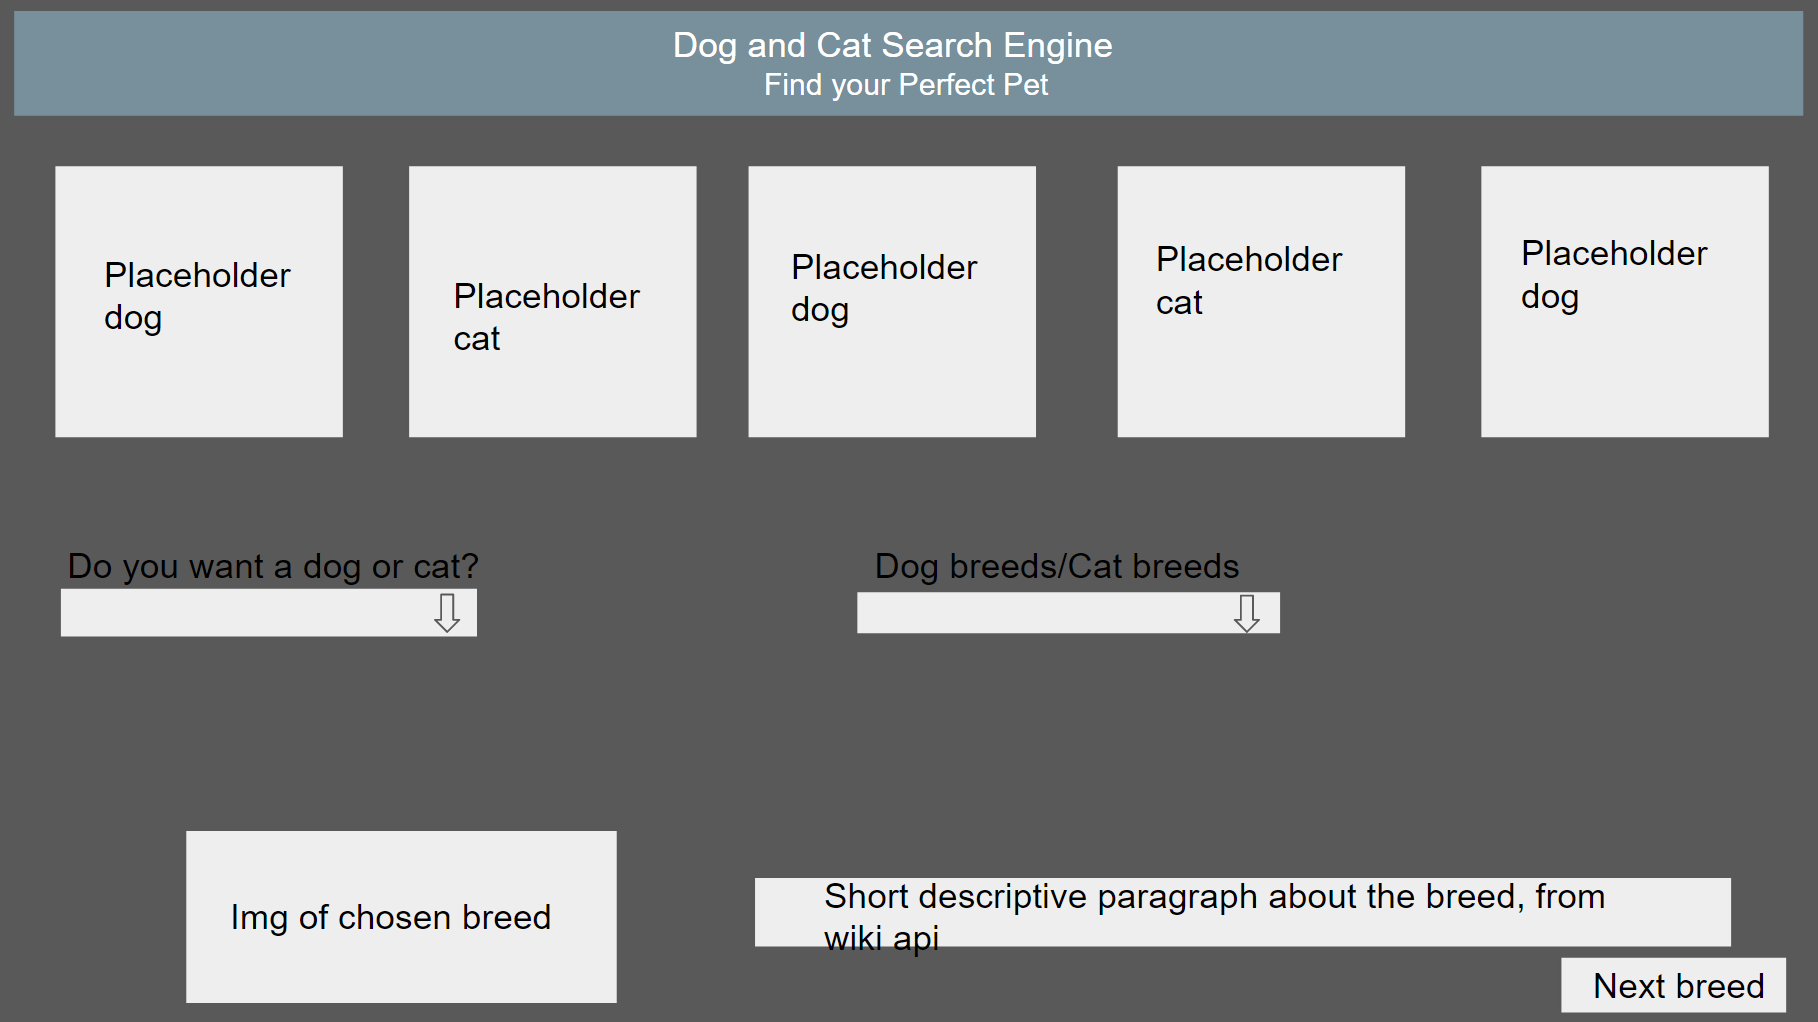 Dog and Cat Search Engine
Find your Perfect Pet
Placeholder
dog
Placeholder
cat
Placeholder
dog
Placeholder
cat
Placeholder
dog
Do you want a dog or cat?
Dog breeds/Cat breeds
Img of chosen breed
Short descriptive paragraph about the breed, from
wiki api
Next breed